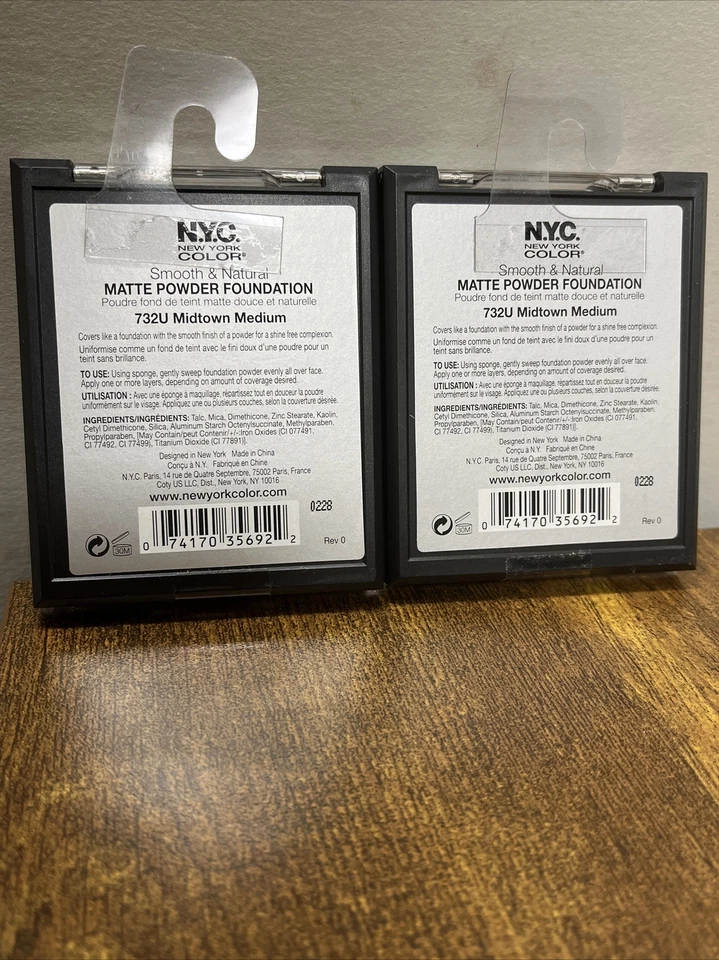 N.Y.C.
NEW YORK
COLOR®
Smooth & Natural
MATTE POWDER FOUNDATION
Poudre fond de teint matte douce et naturelle
732U Midtown Medium
Covers like a foundation with the smooth finish of a powder for a shine free complexion.
Uniformise comme un fond de teint avec le fini doux d'une poudre pour un
teint sans brillance.
TO USE: Using sponge, gently sweep foundation powder evenly all over face.
Apply one or more layers, depending on amount of coverage desired.
UTILISATION : Avec une éponge à maquillage, répartissez tout en douceur la poudre
uniformément sur le visage. Appliquez une ou plusieurs couches, selon la couverture désirée.
INGREDIENTS/INGRÉDIENTS: Talc, Mica, Dimethicone, Zinc Stearate, Kaolin,
Cetyl Dimethicone, Silica, Aluminum Starch Octenylsuccinate, Methylparaben,
Propylparaben, [May Contain/peut Contenir/+/-:Iron Oxides (CI 077491,
CI 77492, CI 77499), Titanium Dioxide (CI 77891)].
Designed in New York Made in China
Conçu à N.Y. Fabriqué en Chine
N.Y.C. Paris, 14 rue de Quatre Septembre, 75002 Paris, France
Coty US LLC, Dist., New York, NY 10016
www.newyorkcolor.com
0228
30M
0 74170 35692 2
Rev 0
N.Y.C.
NEW YORK
COLOR®
Smooth & Natural
MATTE POWDER FOUNDATION
Poudre fond de teint matte douce et naturelle
732U Midtown Medium
Covers like a foundation with the smooth finish of a powder for a shine free complexion.
Uniformise comme un fond de teint avec le fini doux d'une poudre pour un
teint sans brillance.
TO USE: Using sponge, gently sweep foundation powder evenly all over face.
Apply one or more layers, depending on amount of coverage desired.
UTILISATION : Avec une éponge à maquillage, répartissez tout en douceur la poudre
uniformément sur le visage. Appliquez une ou plusieurs couches, selon la couverture désirée.
INGREDIENTS/INGRÉDIENTS: Talc, Mica, Dimethicone, Zinc Stearate, Kaolin,
Cetyl Dimethicone, Silica, Aluminum Starch Octenylsuccinate, Methylparaben,
Propylparaben, [May Contain/peut Contenir/+/-:Iron Oxides (CI 077491,
CI 77492, CI 77499), Titanium Dioxide (CI 77891)].
Designed in New York Made in China
Conçu à N.Y. Fabriqué en Chine
N.Y.C. Paris, 14 rue de Quatre Septembre, 75002 Paris, France
Coty US LLC, Dist., New York, NY 10016
www.newyorkcolor.com
0228
30M
0 74170 35692 2
Rev 0